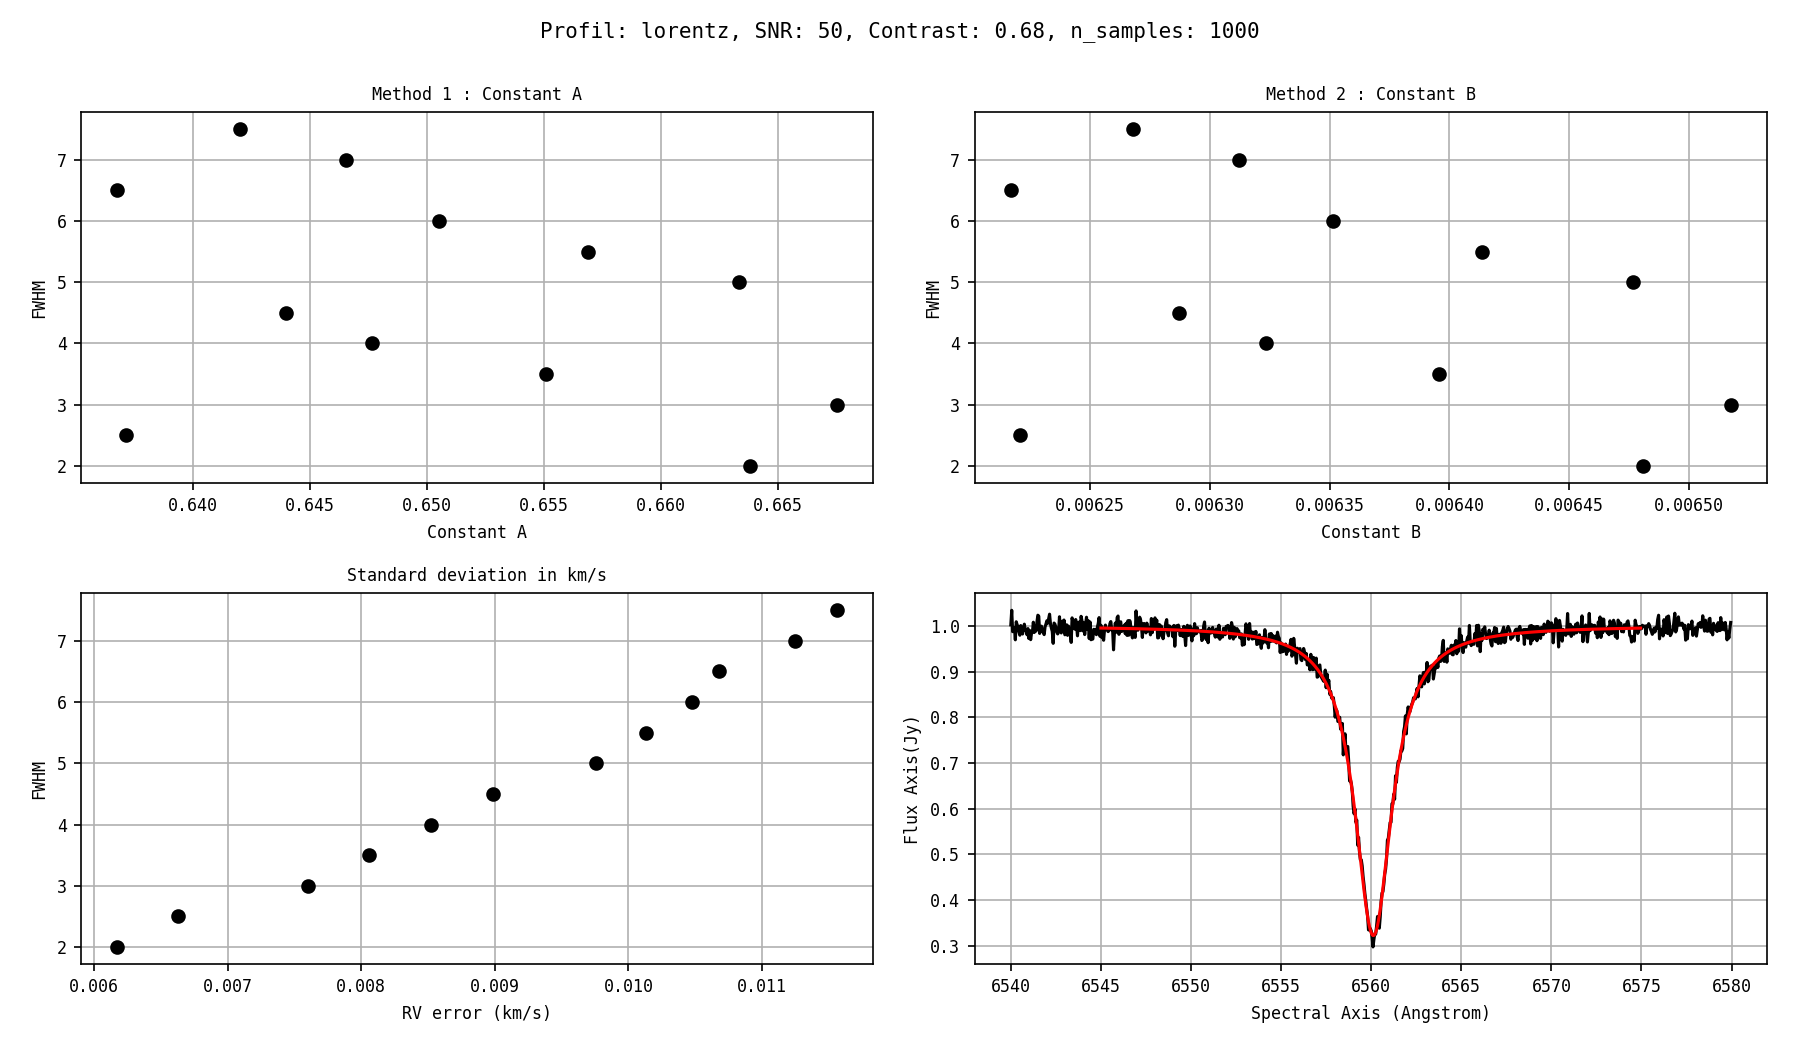 Profil: lorentz, SNR: 50, Contrast: 0.68, n_samples: 1000
Method 1 : Constant A
FWHM
7
6
5
4
3
2
0.640 0.645 0.650 0.655 0.660 0.665
Constant A
Method 2 : Constant B
FWHM
7
6
5
4
3
2
0.00625 0.00630 0.00635 0.00640 0.00645 0.00650
Constant B
Standard deviation in km/s
FWHM
7
6
5
4
3
2
0.006 0.007 0.008 0.009 0.010 0.011
RV error (km/s)
Flux Axis(Jy)
1.0
0.9
0.8
0.7
0.6
0.5
0.4
0.3
6540 6545 6550 6555 6560 6565 6570 6575 6580
Spectral Axis (Angstrom)